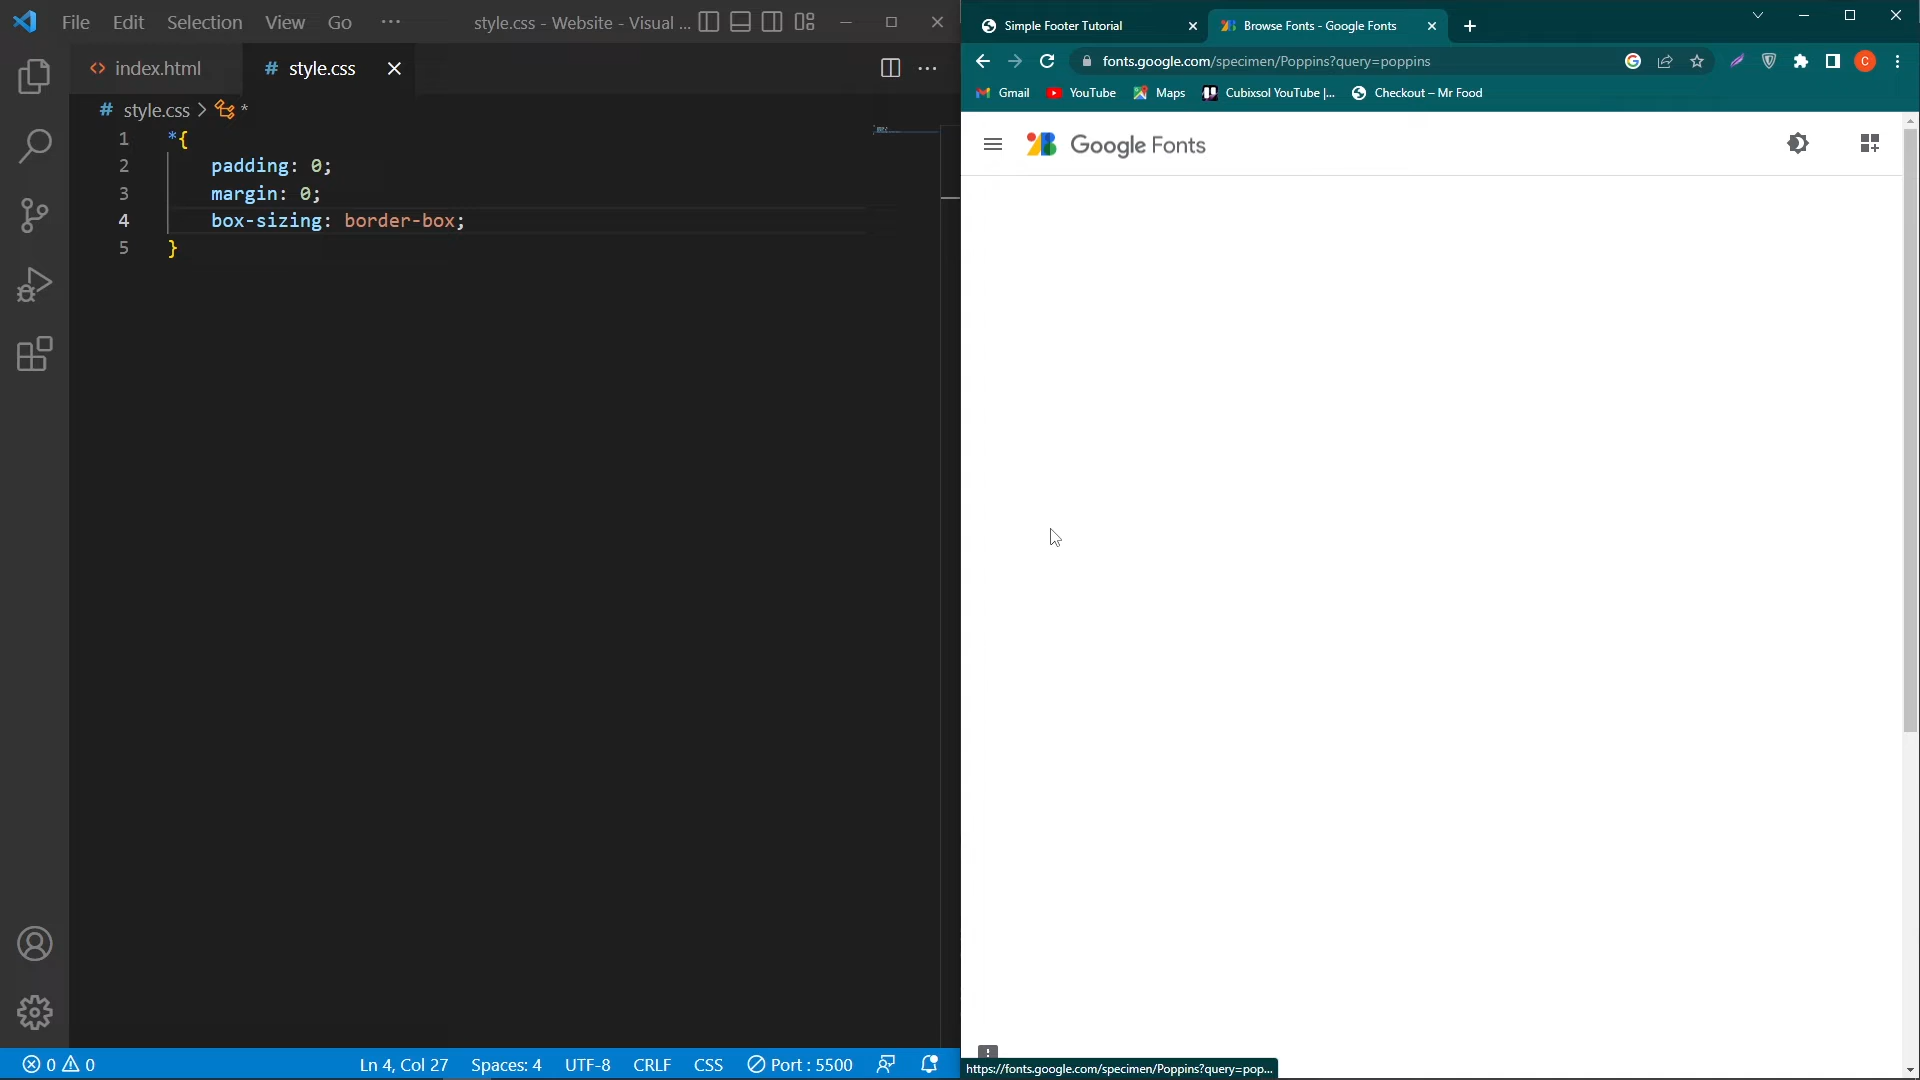 File Edit Selection View Go ··· style.css - Website - Visual ...
index.html # style.css
# style.css > *
1 *{
2 padding: 0;
3 margin: 0;
4 box-sizing: border-box;
5 }
0 0 Ln 4, Col 27 Spaces: 4 UTF-8 CRLF CSS Port : 5500
Simple Footer Tutorial Browse Fonts - Google Fonts
fonts.google.com/specimen/Poppins?query=poppins C
Gmail YouTube Maps Cubixsol YouTube |... Checkout – Mr Food
Google Fonts
https://fonts.google.com/specimen/Poppins?query=pop...